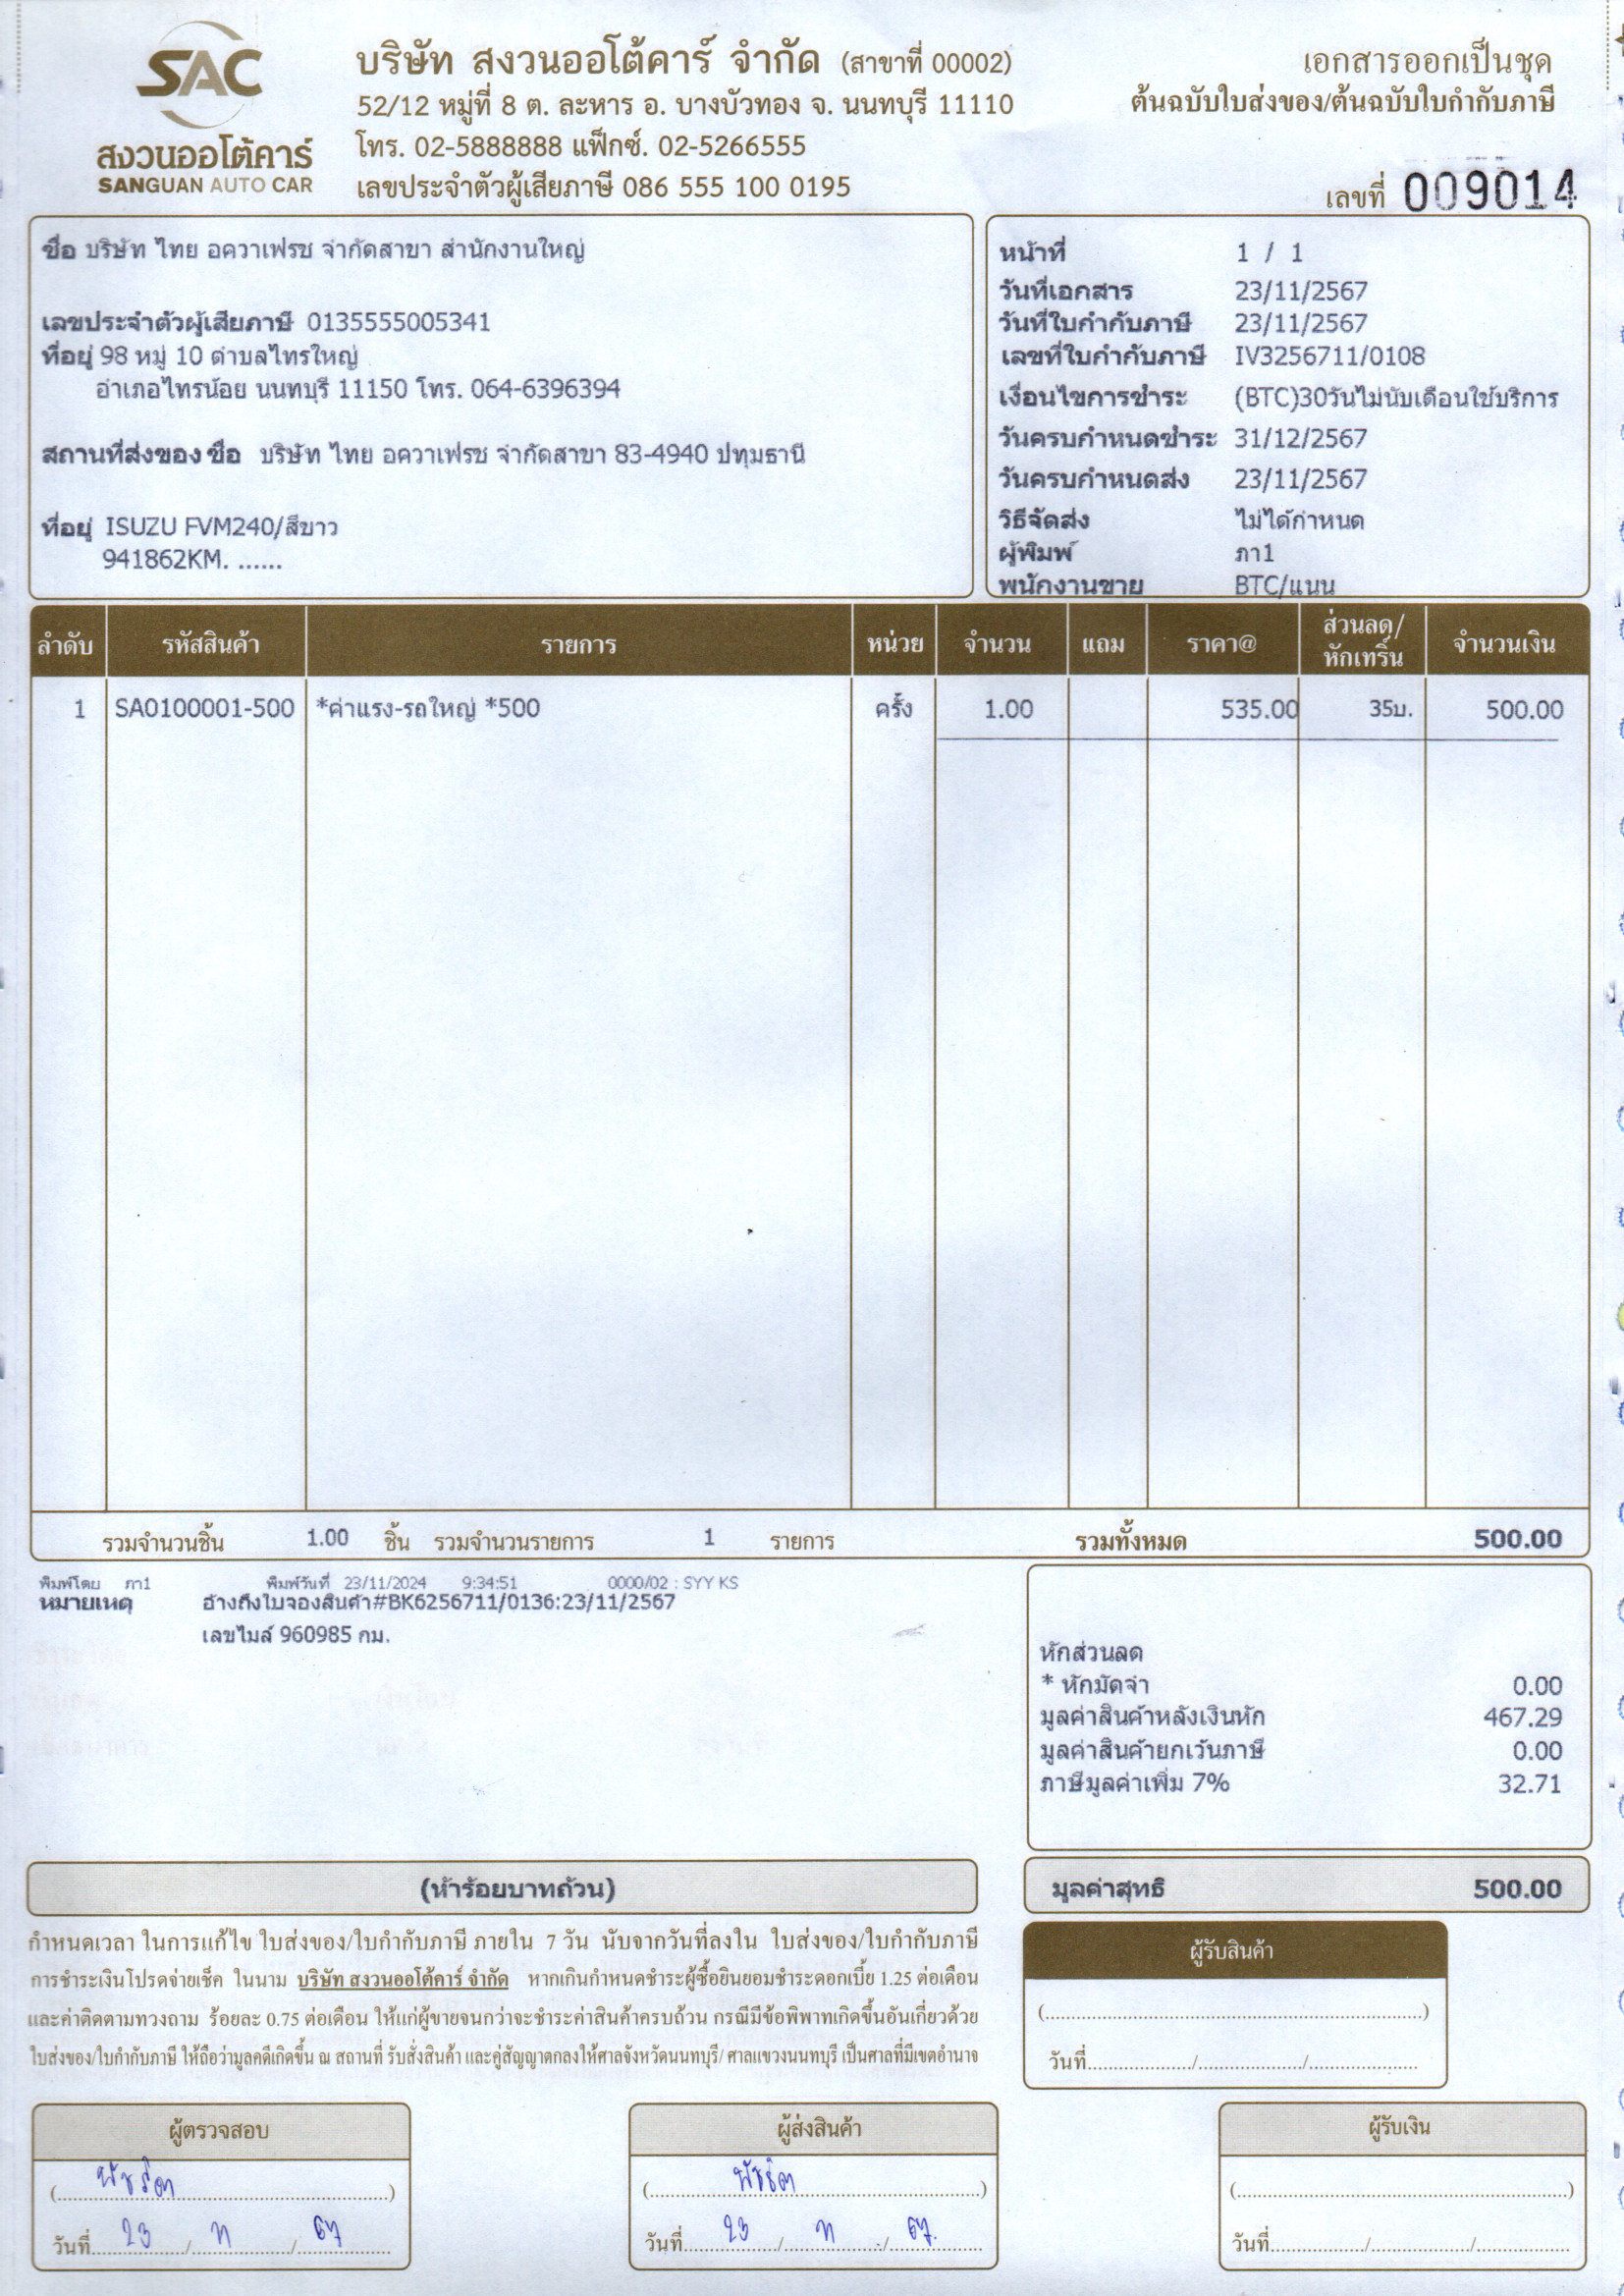 SAC
สงวนออโต้คาร์
SANGUAN AUTO CAR
บริษัท สงวนออโต้คาร์ จำกัด (สาขาที่ 00002)
52/12 หมู่ที่ 8 ต. ละหาร อ. บางบัวทอง จ. นนทบุรี 11110
โทร. 02-5888888 แฟ็กซ์. 02-5266555
เลขประจำตัวผู้เสียภาษี 086 555 100 0195
เอกสารออกเป็นชุด
ต้นฉบับใบส่งของ/ต้นฉบับใบกำกับภาษี
เลขที่ 009014
ชื่อ บริษัท ไทย อควาเฟรช จำกัดสาขา สำนักงานใหญ่
เลขประจำตัวผู้เสียภาษี 0135555005341
ที่อยู่ 98 หมู่ 10 ตำบลไทรใหญ่
อำเภอไทรน้อย นนทบุรี 11150 โทร. 064-6396394
สถานที่ส่งของ ชื่อ บริษัท ไทย อควาเฟรช จำกัดสาขา 83-4940 ปทุมธานี
ที่อยู่ ISUZU FVM240/สีขาว
941862KM. ......
หน้าที่ 1 / 1
วันที่เอกสาร 23/11/2567
วันที่ใบกำกับภาษี 23/11/2567
เลขที่ใบกำกับภาษี IV3256711/0108
เงื่อนไขการชำระ (BTC)30วันไม่นับเดือนใช้บริการ
วันครบกำหนดชำระ 31/12/2567
วันครบกำหนดส่ง 23/11/2567
วิธีจัดส่ง ไม่ได้กำหนด
ผู้พิมพ์ ภา1
พนักงานขาย BTC/แนน
ลำดับ รหัสสินค้า รายการ หน่วย จำนวน แถม ราคา@ ส่วนลด/หักเทริ์น จำนวนเงิน
1 SA0100001-500 *ค่าแรง-รถใหญ่ *500 ครั้ง 1.00 535.00 35บ. 500.00
รวมจำนวนชิ้น 1.00 ชิ้น รวมจำนวนรายการ 1 รายการ รวมทั้งหมด 500.00
พิมพ์โดย ภา1 พิมพ์วันที่ 23/11/2024 9:34:51 0000/02 : SYY KS
หมายเหตุ อ้างถึงใบจองสินค้า#BK6256711/0136:23/11/2567
เลขไมล์ 960985 กม.
หักส่วนลด
* หักมัดจำ 0.00
มูลค่าสินค้าหลังเงินหัก 467.29
มูลค่าสินค้ายกเว้นภาษี 0.00
ภาษีมูลค่าเพิ่ม 7% 32.71
(ห้าร้อยบาทถ้วน)
มูลค่าสุทธิ 500.00
กำหนดเวลา ในการแก้ไข ใบส่งของ/ใบกำกับภาษี ภายใน 7 วัน นับจากวันที่ลงใน ใบส่งของ/ใบกำกับภาษี
การชำระเงินโปรดจ่ายเช็ค ในนาม บริษัท สงวนออโต้คาร์ จำกัด หากเกินกำหนดชำระผู้ซื้อยินยอมชำระดอกเบี้ย 1.25 ต่อเดือน
และค่าติดตามทวงถาม ร้อยละ 0.75 ต่อเดือน ให้แก่ผู้ขายจนกว่าจะชำระค่าสินค้าครบถ้วน กรณีมีข้อพิพาทเกิดขึ้นอันเกี่ยวด้วย
ใบส่งของ/ใบกำกับภาษี ให้ถือว่ามูลคดีเกิดขึ้น ณ สถานที่ รับสั่งสินค้า และคู่สัญญาตกลงให้ศาลจังหวัดนนทบุรี/ ศาลแขวงนนทบุรี เป็นศาลที่มีเขตอำนาจ
ผู้รับสินค้า
(..............................)
วันที่........../........../..........
ผู้ตรวจสอบ
วันที่ 23 / 11 / 67
ผู้ส่งสินค้า
วันที่ 23 / 11 / 67.
ผู้รับเงิน
(..............................)
วันที่........../........../..........